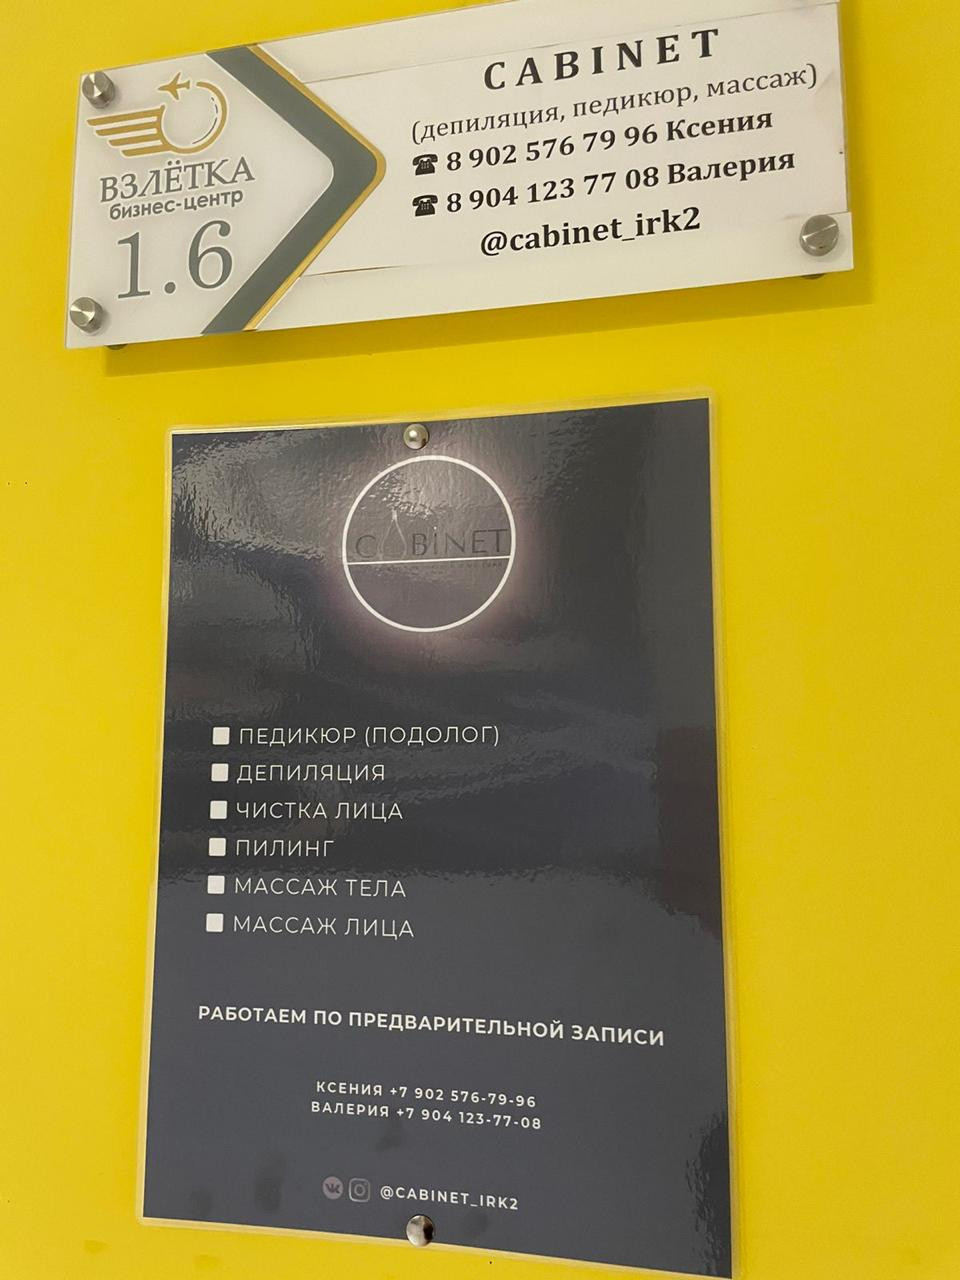 ВЗЛЁТКА
бизнес-центр
1.6
CABINET
(депиляция, педикюр, массаж)
☎ 8 902 576 79 96 Ксения
☎ 8 904 123 77 08 Валерия
@cabinet_irk2
CABINET
ПЕДИКЮР (ПОДОЛОГ)
ДЕПИЛЯЦИЯ
ЧИСТКА ЛИЦА
ПИЛИНГ
МАССАЖ ТЕЛА
МАССАЖ ЛИЦА
РАБОТАЕМ ПО ПРЕДВАРИТЕЛЬНОЙ ЗАПИСИ
КСЕНИЯ +7 902 576-79-96
ВАЛЕРИЯ +7 904 123-77-08
@CABINET_IRK2